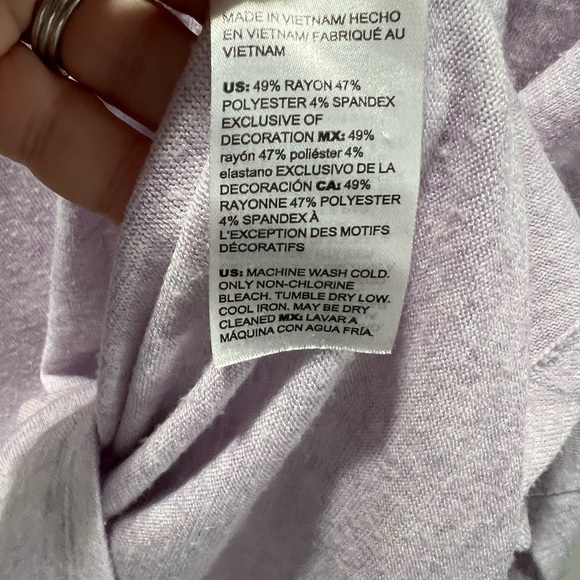 MADE IN VIETNAM/ HECHO
EN VIETNAM/ FABRIQUÉ AU
VIETNAM
US: 49% RAYON 47%
POLYESTER 4% SPANDEX
EXCLUSIVE OF
DECORATION MX: 49%
rayón 47% poliéster 4%
elastano EXCLUSIVO DE LA
DECORACIÓN CA: 49%
RAYONNE 47% POLYESTER
4% SPANDEX À
L'EXCEPTION DES MOTIFS
DÉCORATIFS
US: MACHINE WASH COLD.
ONLY NON-CHLORINE
BLEACH. TUMBLE DRY LOW.
COOL IRON. MAY BE DRY
CLEANED MX: LAVAR A
MÁQUINA CON AGUA FRÍA.